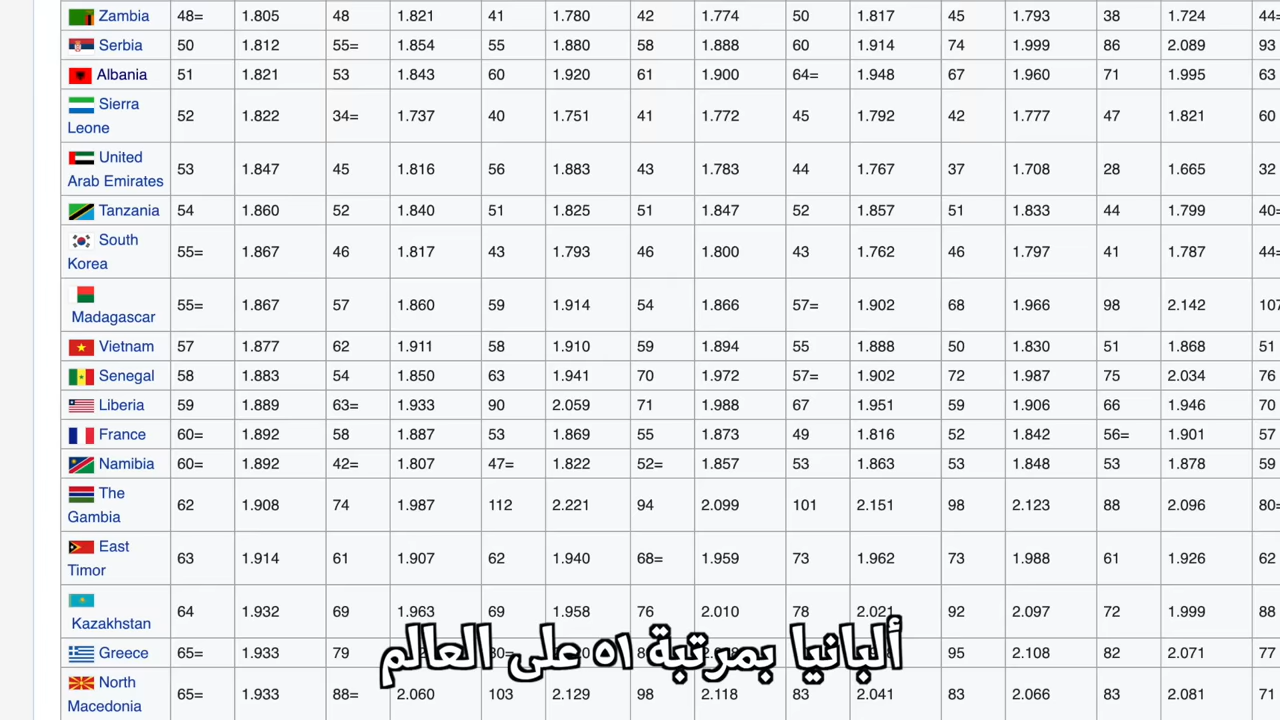 Zambia 48= 1.805 48 1.821 41 1.780 42 1.774 50 1.817 45 1.793 38 1.724 44=
Serbia 50 1.812 55= 1.854 55 1.880 58 1.888 60 1.914 74 1.999 86 2.089 93
Albania 51 1.821 53 1.843 60 1.920 61 1.900 64= 1.948 67 1.960 71 1.995 63
Sierra Leone 52 1.822 34= 1.737 40 1.751 41 1.772 45 1.792 42 1.777 47 1.821 60
United Arab Emirates 53 1.847 45 1.816 56 1.883 43 1.783 44 1.767 37 1.708 28 1.665 32
Tanzania 54 1.860 52 1.840 51 1.825 51 1.847 52 1.857 51 1.833 44 1.799 40=
South Korea 55= 1.867 46 1.817 43 1.793 46 1.800 43 1.762 46 1.797 41 1.787 44=
Madagascar 55= 1.867 57 1.860 59 1.914 54 1.866 57= 1.902 68 1.966 98 2.142 107
Vietnam 57 1.877 62 1.911 58 1.910 59 1.894 55 1.888 50 1.830 51 1.868 51
Senegal 58 1.883 54 1.850 63 1.941 70 1.972 57= 1.902 72 1.987 75 2.034 76
Liberia 59 1.889 63= 1.933 90 2.059 71 1.988 67 1.951 59 1.906 66 1.946 70
France 60= 1.892 58 1.887 53 1.869 55 1.873 49 1.816 52 1.842 56= 1.901 57
Namibia 60= 1.892 42= 1.807 47= 1.822 52= 1.857 53 1.863 53 1.848 53 1.878 59
The Gambia 62 1.908 74 1.987 112 2.221 94 2.099 101 2.151 98 2.123 88 2.096 80=
East Timor 63 1.914 61 1.907 62 1.940 68= 1.959 73 1.962 73 1.988 61 1.926 62
Kazakhstan 64 1.932 69 1.963 69 1.958 76 2.010 78 2.021 92 2.097 72 1.999 88
Greece 65= 1.933 79 95 2.108 82 2.071 77
North Macedonia 65= 1.933 88= 2.060 103 2.129 98 2.118 83 2.041 83 2.066 83 2.081 71
ألبانيا بمرتبة ٥١ على العالم